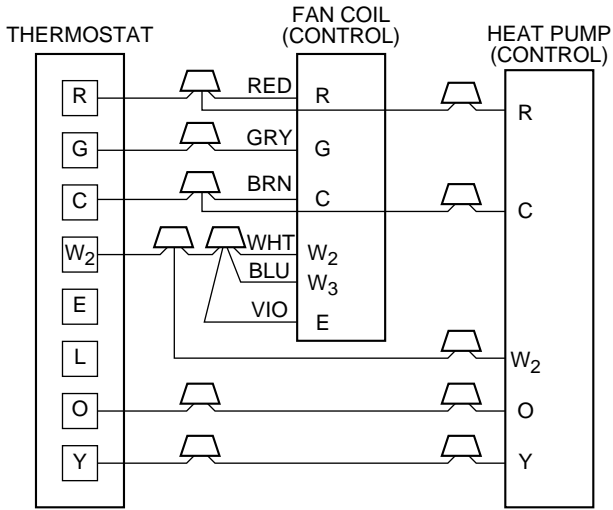 FAN COIL
(CONTROL)
THERMOSTAT
HEAT PUMP
(CONTROL)
R
RED
R
R
G
GRY
G
C
BRN
C
C
W2
WHT
W2
BLU
W3
E
VIO
E
L
W2
O
O
Y
Y